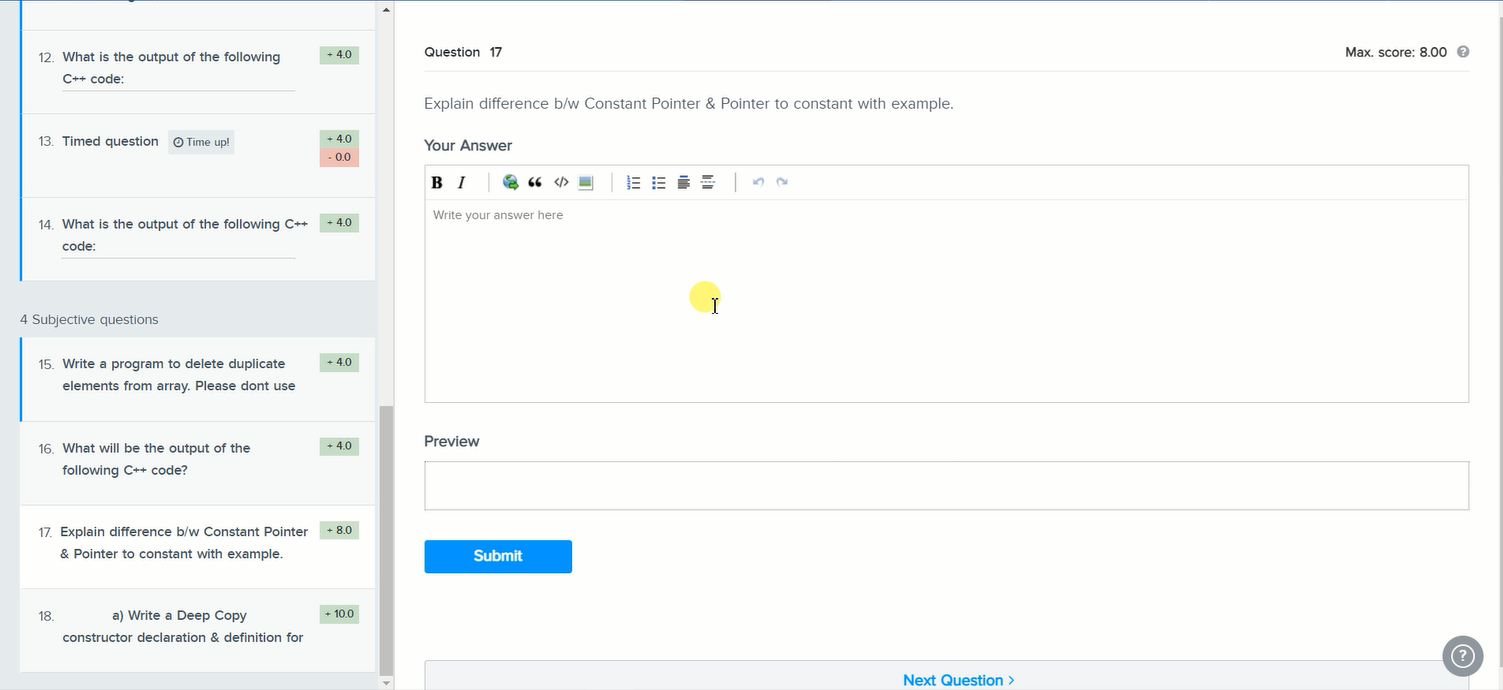 12. What is the output of the following + 4.0
C++ code:
13. Timed question Time up! + 4.0
- 0.0
14. What is the output of the following C++ + 4.0
code:
4 Subjective questions
15. Write a program to delete duplicate + 4.0
elements from array. Please dont use
16. What will be the output of the + 4.0
following C++ code?
17. Explain difference b/w Constant Pointer + 8.0
& Pointer to constant with example.
18. a) Write a Deep Copy + 10.0
constructor declaration & definition for
Question 17 Max. score: 8.00 ?
Explain difference b/w Constant Pointer & Pointer to constant with example.
Your Answer
B I
Write your answer here
Preview
Submit
Next Question >
?